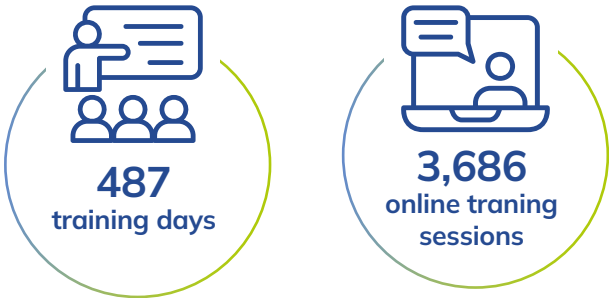 487
training days
3,686
online traning
sessions